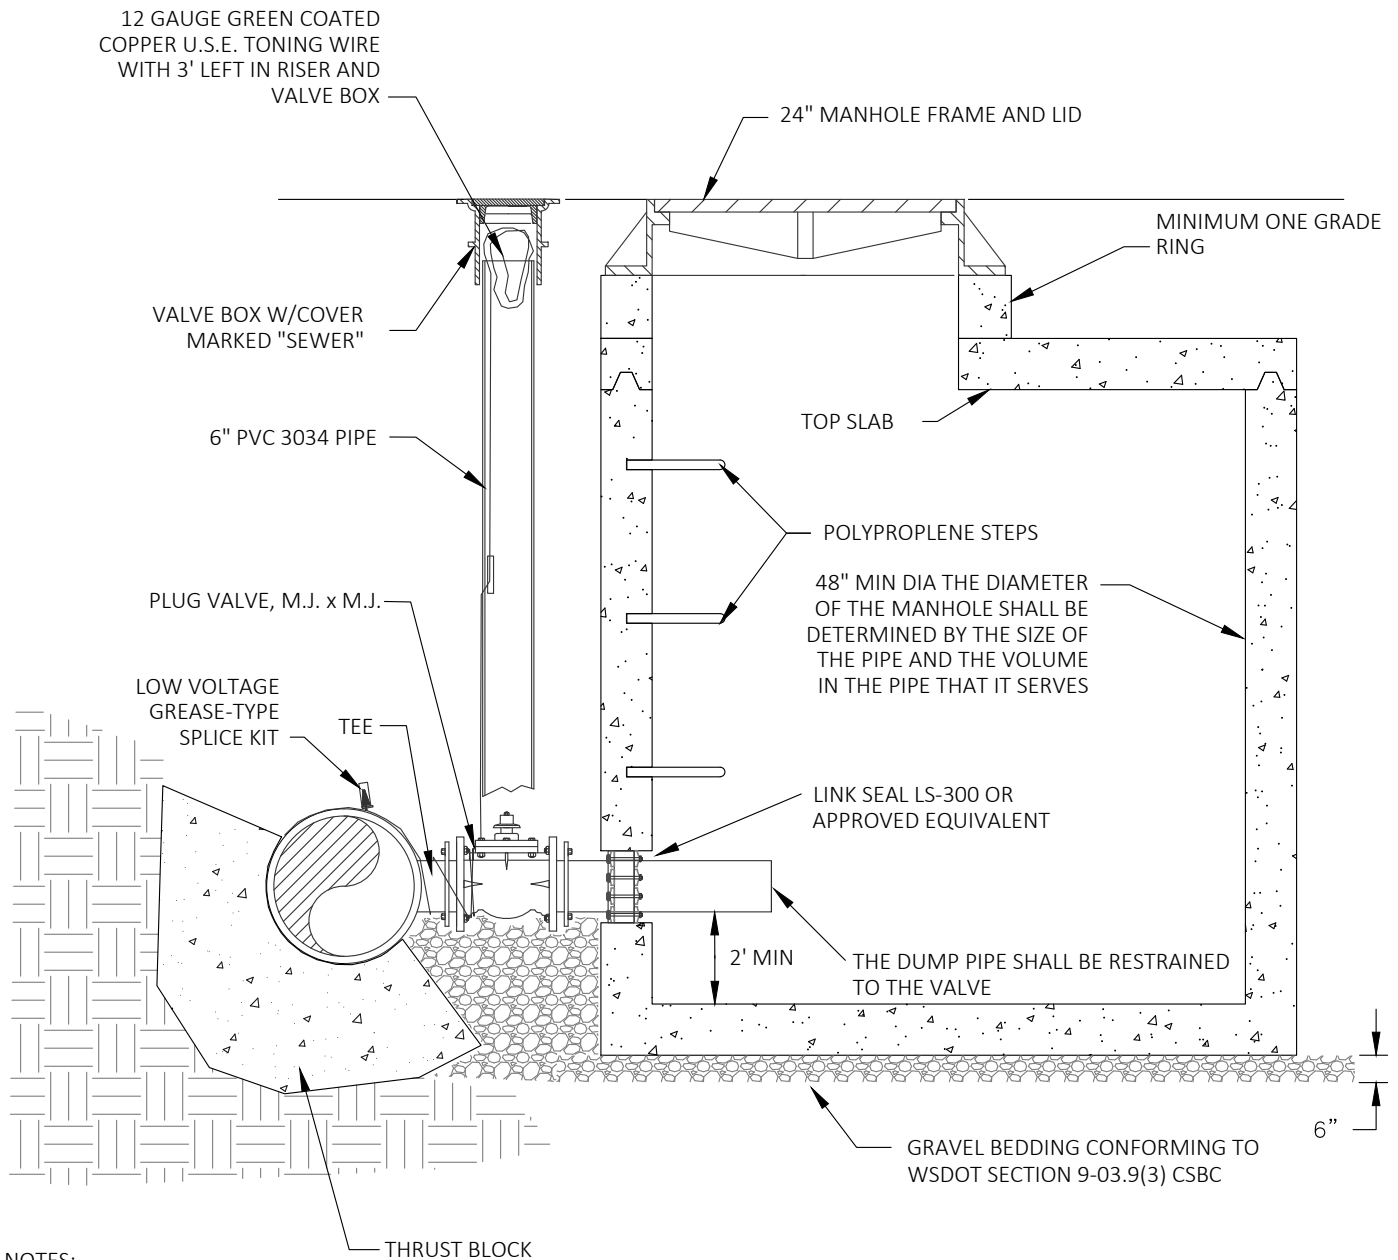 12 GAUGE GREEN COATED
COPPER U.S.E. TONING WIRE
WITH 3' LEFT IN RISER AND
VALVE BOX
24" MANHOLE FRAME AND LID
MINIMUM ONE GRADE
RING
VALVE BOX W/COVER
MARKED "SEWER"
TOP SLAB
6" PVC 3034 PIPE
POLYPROPLENE STEPS
48" MIN DIA THE DIAMETER
OF THE MANHOLE SHALL BE
DETERMINED BY THE SIZE OF
THE PIPE AND THE VOLUME
IN THE PIPE THAT IT SERVES
PLUG VALVE, M.J. x M.J.
LOW VOLTAGE
GREASE-TYPE
SPLICE KIT
TEE
LINK SEAL LS-300 OR
APPROVED EQUIVALENT
2' MIN
THE DUMP PIPE SHALL BE RESTRAINED
TO THE VALVE
6"
GRAVEL BEDDING CONFORMING TO
WSDOT SECTION 9-03.9(3) CSBC
THRUST BLOCK
NOTES: